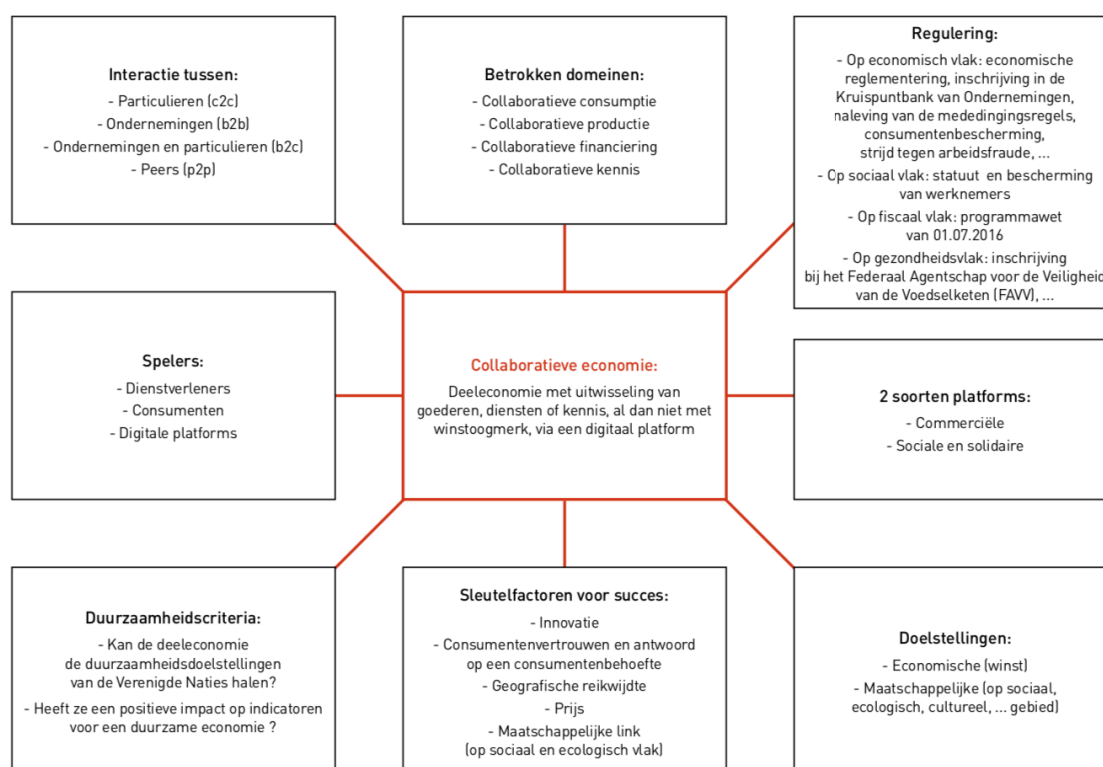 Interactie tussen:
- Particulieren (c2c)
- Ondernemingen (b2b)
- Ondernemingen en particulieren (b2c)
- Peers (p2p)
Betrokken domeinen:
- Collaboratieve consumptie
- Collaboratieve productie
- Collaboratieve financiering
- Collaboratieve kennis
Regulering:
- Op economisch vlak: economische
reglementering, inschrijving in de
Kruispuntbank van Ondernemingen,
naleving van de mededingingsregels,
consumentenbescherming,
strijd tegen arbeidsfraude, ...
- Op sociaal vlak: statuut en bescherming
van werknemers
- Op fiscaal vlak: programmawet
van 01.07.2016
- Op gezondheidsvlak: inschrijving
bij het Federaal Agentschap voor de Veiligheid
van de Voedselketen (FAVV), ...
Spelers:
- Dienstverleners
- Consumenten
- Digitale platforms
Collaboratieve economie:
Deeleconomie met uitwisseling van
goederen, diensten of kennis, al dan niet met
winstoogmerk, via een digitaal platform
2 soorten platforms:
- Commerciële
- Sociale en solidaire
Duurzaamheidscriteria:
- Kan de deeleconomie
de duurzaamheidsdoelstellingen
van de Verenigde Naties halen?
- Heeft ze een positieve impact op indicatoren
voor een duurzame economie ?
Sleutelfactoren voor succes:
- Innovatie
- Consumentenvertrouwen en antwoord
op een consumentenbehoefte
- Geografische reikwijdte
- Prijs
- Maatschappelijke link
(op sociaal en ecologisch vlak)
Doelstellingen:
- Economische (winst)
- Maatschappelijke (op sociaal,
ecologisch, cultureel, ... gebied)